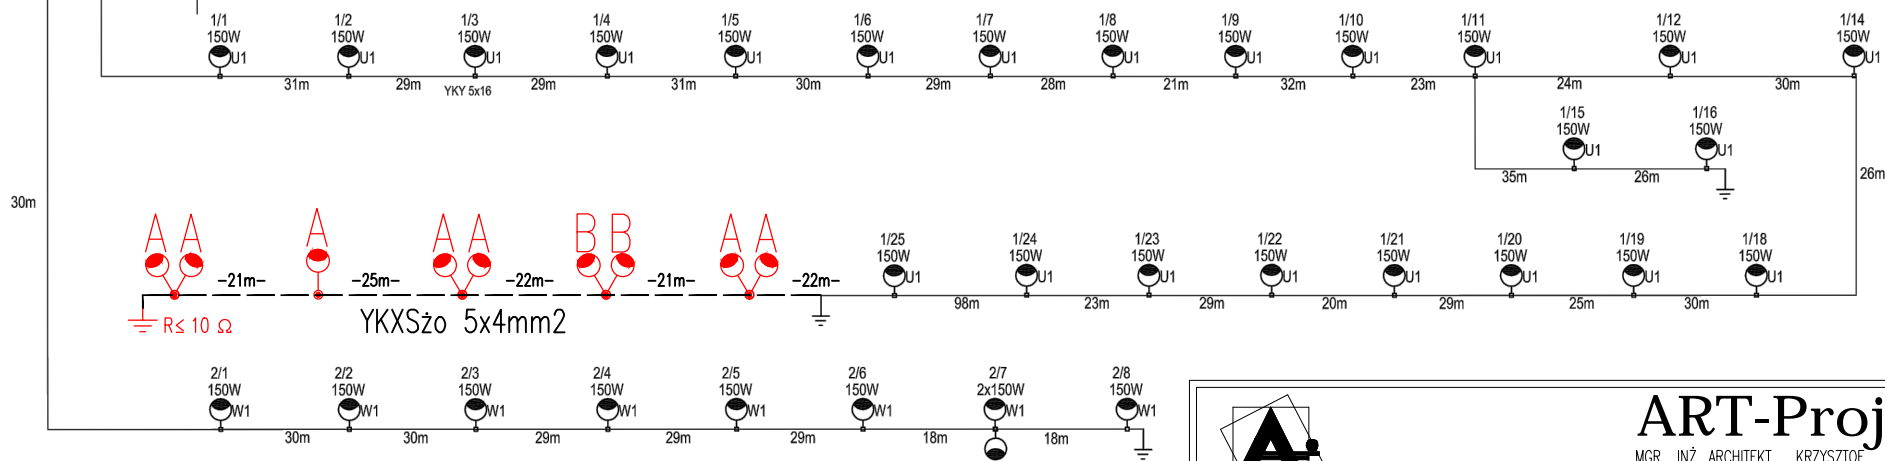 1/1 1/2 1/3 1/4 1/5 1/6 1/7 1/8 1/9 1/10 1/11 1/12 1/14
150W 150W 150W 150W 150W 150W 150W 150W 150W 150W 150W 150W 150W
U1 U1 U1 U1 U1 U1 U1 U1 U1 U1 U1 U1 U1
31m 29m 29m 31m 30m 29m 28m 21m 32m 23m 24m 30m
YKY 5x16
1/15 1/16
150W 150W
U1 U1
35m 26m 26m
30m
A A A A A B B A A
1/25 1/24 1/23 1/22 1/21 1/20 1/19 1/18
150W 150W 150W 150W 150W 150W 150W 150W
U1 U1 U1 U1 U1 U1 U1 U1
-21m- -25m- -22m- -21m- -22m-
98m 23m 29m 20m 29m 25m 30m
R≤ 10 Ω
YKXSżo 5x4mm2
2/1 2/2 2/3 2/4 2/5 2/6 2/7 2/8
150W 150W 150W 150W 150W 150W 2x150W 150W
W1 W1 W1 W1 W1 W1 W1 W1
30m 30m 29m 29m 29m 18m 18m
A.
ART-Proj
MGR INŻ ARCHITEKT KRZYSZTOF